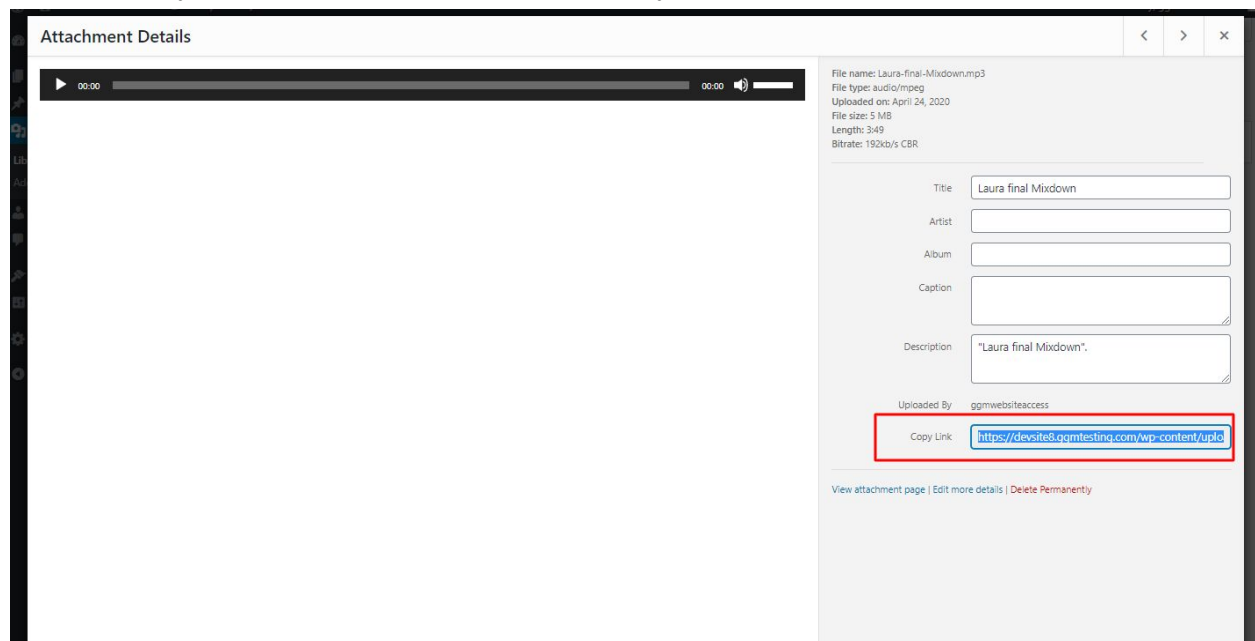 Attachment Details
00:00
00:00
File name: Laura-final-Mixdown.mp3
File type: audio/mpeg
Uploaded on: April 24, 2020
File size: 5 MB
Length: 3:49
Bitrate: 192kb/s CBR
Title Laura final Mixdown
Artist
Album
Caption
Description "Laura final Mixdown".
Uploaded By ggmwebsiteaccess
Copy Link https://devsite8.ggmtesting.com/wp-content/uplo
View attachment page | Edit more details | Delete Permanently
Lib
Ad